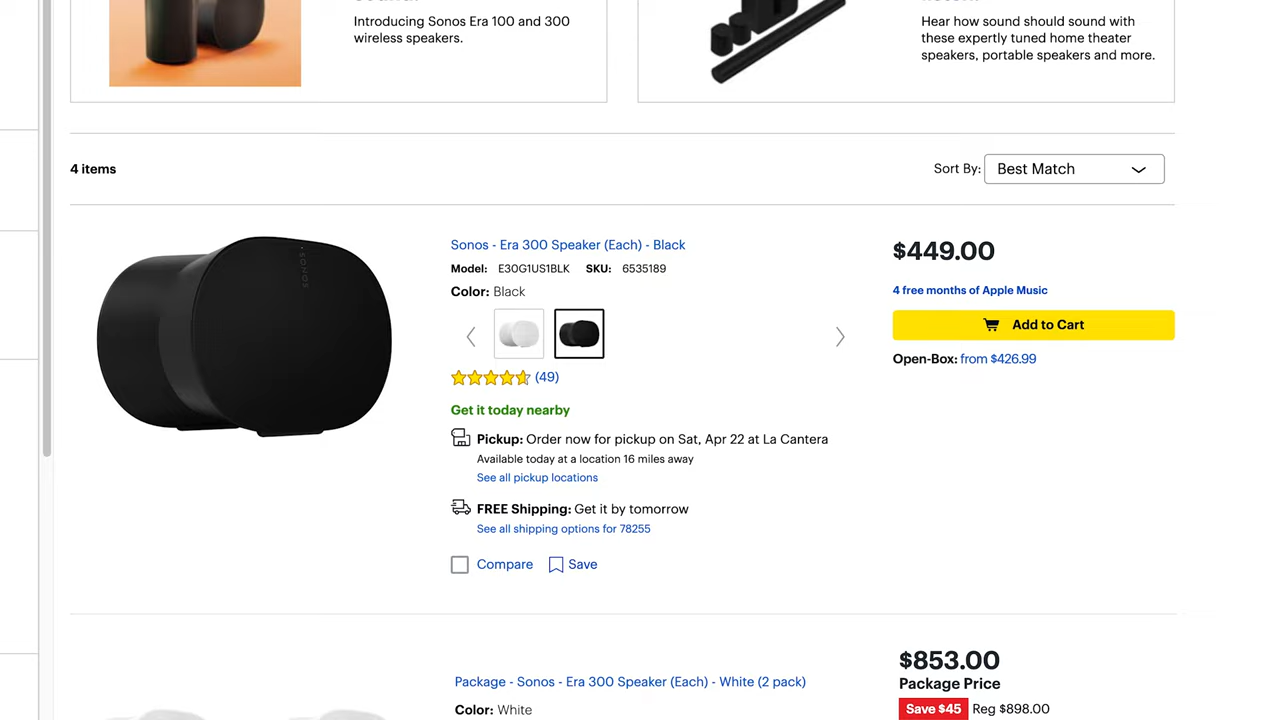 Introducing Sonos Era 100 and 300
wireless speakers.
Hear how sound should sound with
these expertly tuned home theater
speakers, portable speakers and more.
4 items
Sort By: Best Match
SONOS
Sonos - Era 300 Speaker (Each) - Black
Model: E30G1US1BLK SKU: 6535189
Color: Black
(49)
Get it today nearby
Pickup: Order now for pickup on Sat, Apr 22 at La Cantera
Available today at a location 16 miles away
See all pickup locations
FREE Shipping: Get it by tomorrow
See all shipping options for 78255
Compare Save
$449.00
4 free months of Apple Music
Add to Cart
Open-Box: from $426.99
Package - Sonos - Era 300 Speaker (Each) - White (2 pack)
Color: White
$853.00
Package Price
Save $45 Reg $898.00